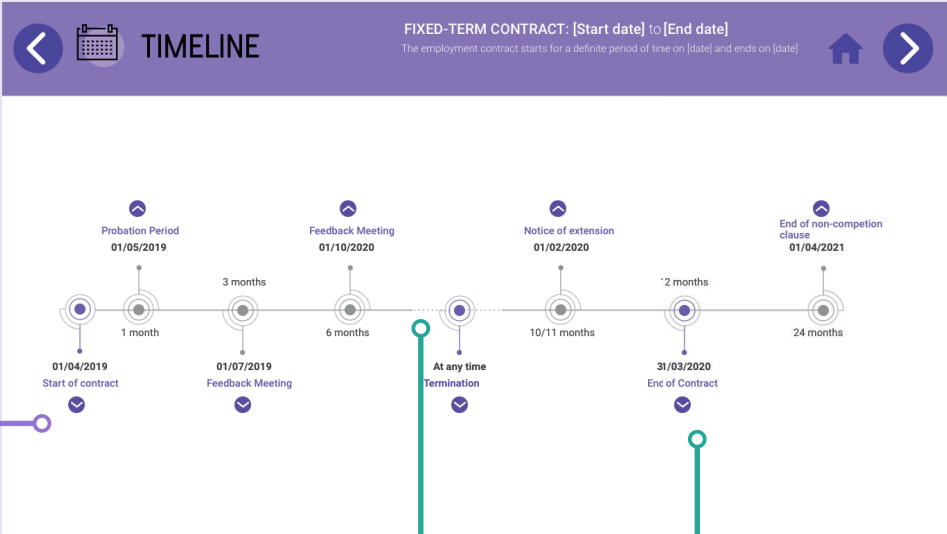 TIMELINE
FIXED-TERM CONTRACT: [Start date] to [End date]
The employment contract starts for a definite period of time on [date] and ends on [date]
Probation Period
01/05/2019
Feedback Meeting
01/10/2020
Notice of extension
01/02/2020
End of non-competion
clause
01/04/2021
3 months
2 months
1 month
6 months
10/11 months
24 months
01/04/2019
Start of contract
01/07/2019
Feedback Meeting
At any time
Termination
31/03/2020
End of Contract